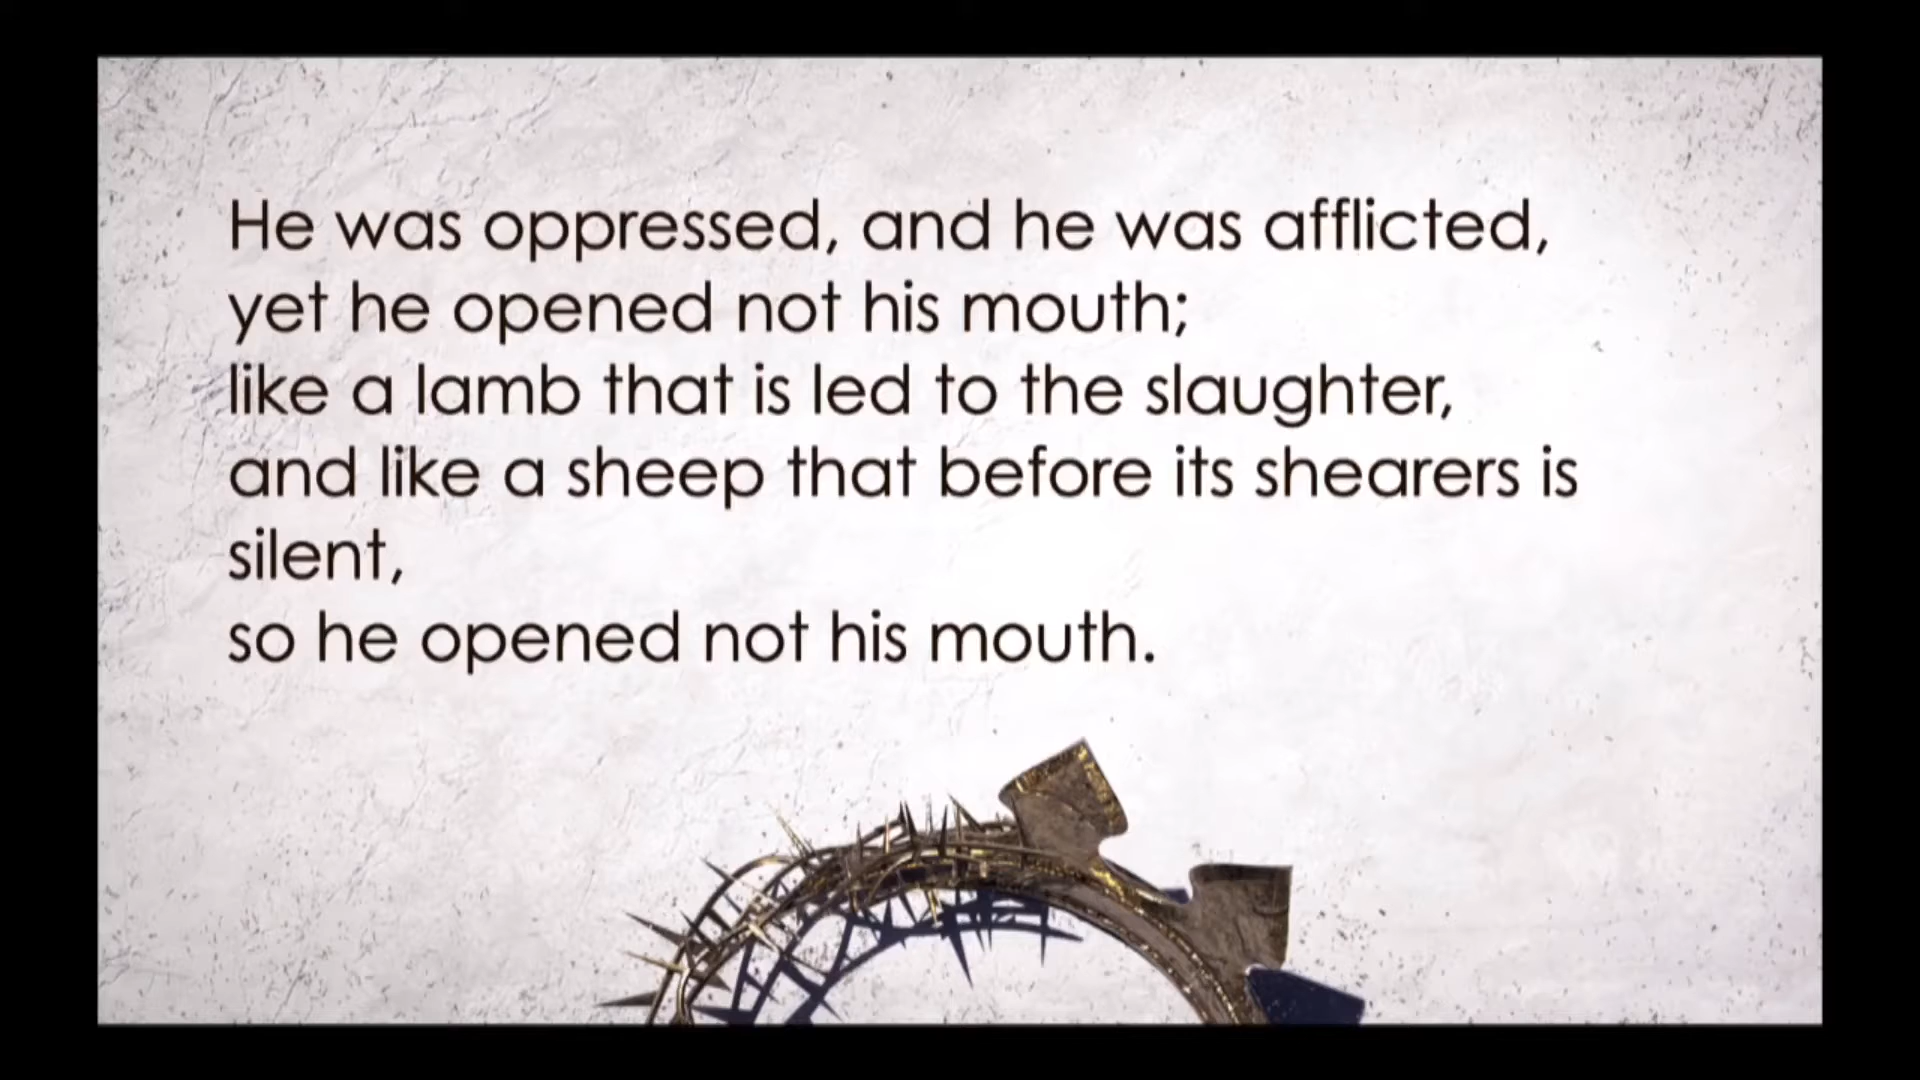 He was oppressed, and he was afflicted,
yet he opened not his mouth;
like a lamb that is led to the slaughter,
and like a sheep that before its shearers is
silent,
so he opened not his mouth.